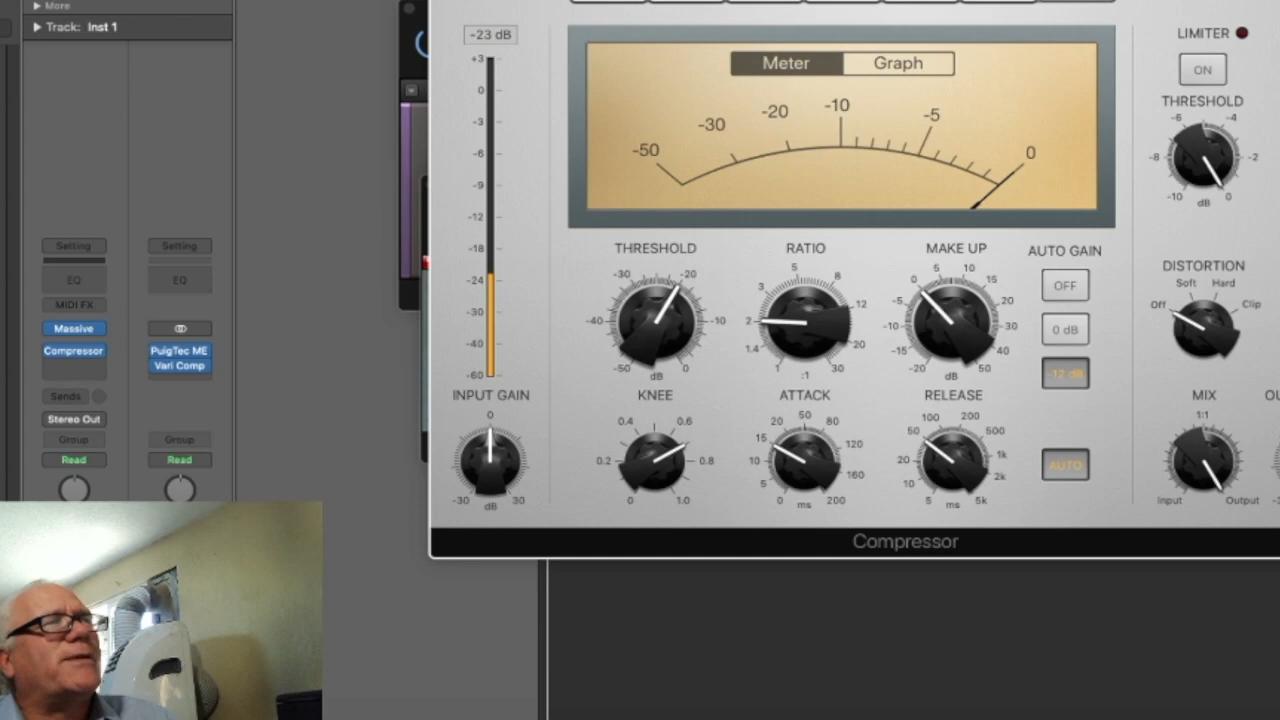 ▶ More
▶ Track: Inst 1
Setting
Setting
EQ
EQ
MIDI FX
Massive
Compressor
PuigTec ME
Vari Comp
Sends
Stereo Out
Group
Group
Read
Read
-23 dB
+3
0
-3
-6
-9
-12
-18
-24
-30
-40
-60
INPUT GAIN
0
-30
30
dB
Meter
Graph
-50
-30
-20
-10
-5
0
THRESHOLD
-50
-40
-30
-20
-10
0
dB
RATIO
1
1.4
2
3
5
8
12
20
30
:1
MAKE UP
-20
-15
-10
-5
0
5
10
15
20
30
40
50
dB
AUTO GAIN
OFF
0 dB
-12 dB
KNEE
0
0.2
0.4
0.6
0.8
1.0
ATTACK
0
5
10
15
20
50
80
120
160
200
ms
RELEASE
5
10
20
50
100
200
500
1k
2k
5k
ms
AUTO
LIMITER
ON
THRESHOLD
-10
-8
-6
-4
-2
0
dB
DISTORTION
Off
Soft
Hard
Clip
MIX
1:1
Input
Output
OU
Compressor